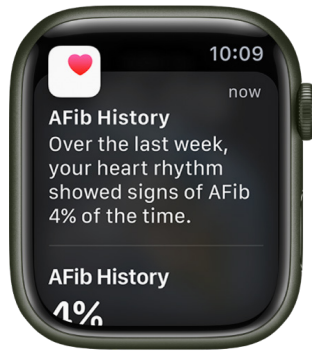 10:09
now
AFib History
Over the last week,
your heart rhythm
showed signs of AFib
4% of the time.
AFib History
4%